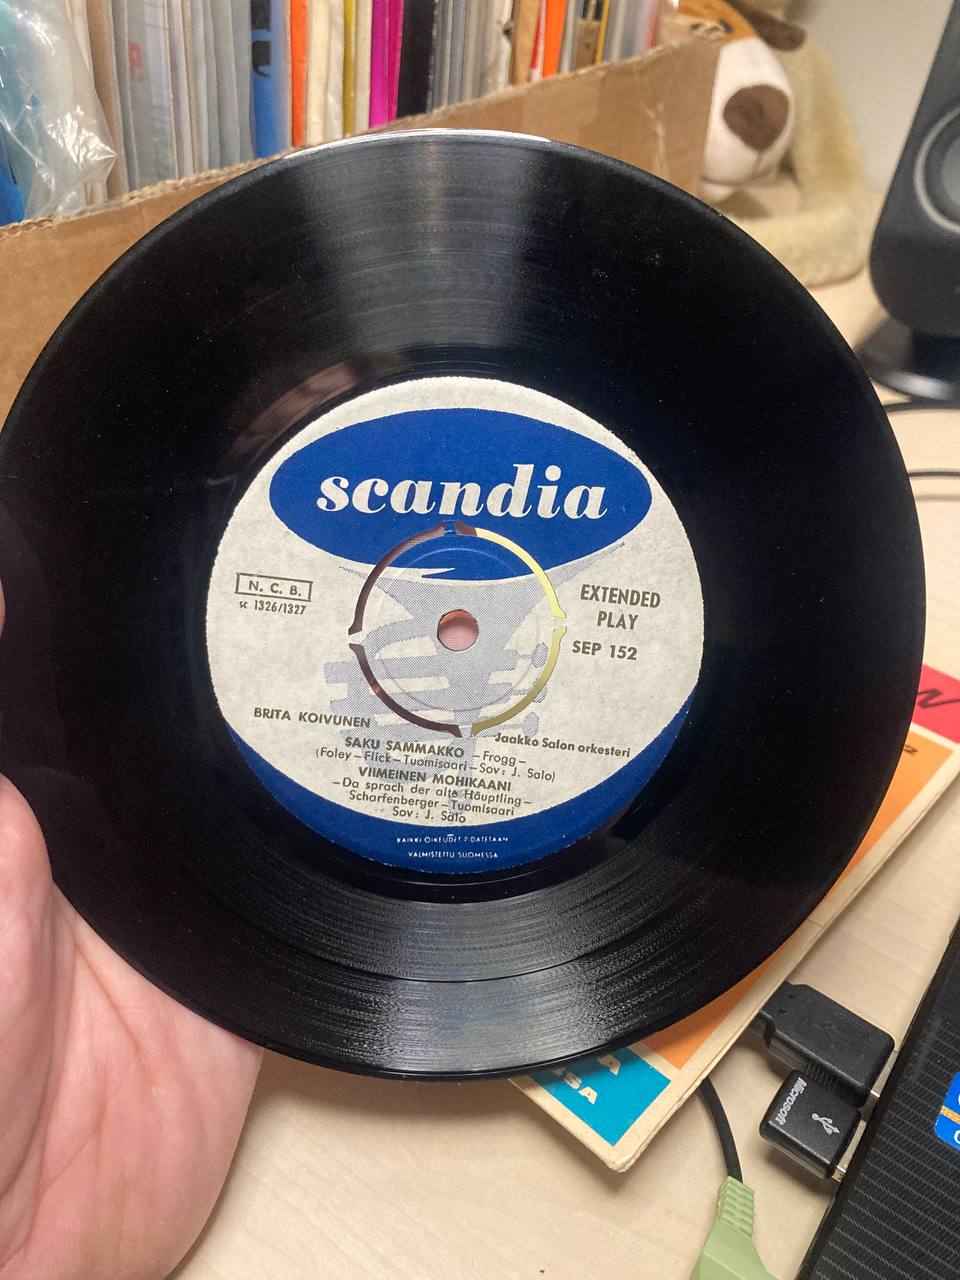 scandia
N. C. B.
sc 1326/1327
EXTENDED
PLAY
SEP 152
BRITA KOIVUNEN
Jaakko Salon orkesteri
SAKU SAMMAKKO –Frogg–
(Foley–Flick–Tuomisaari–Sov: J. Salo)
VIIMEINEN MOHIKAANI
–Da sprach der alte Häuptling–
Scharfenberger–Tuomisaari
Sov: J. Salo
KAIKKI OIKEUDET PIDÄTETÄÄN
VALMISTETTU SUOMESSA
Microsoft